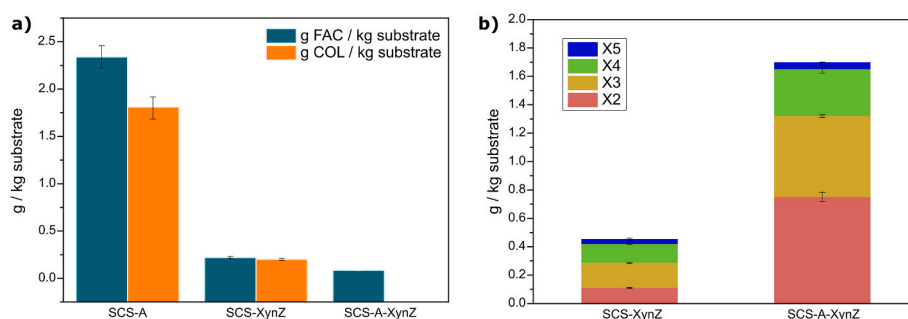 a)
g FAC / kg substrate
g COL / kg substrate
g / kg substrate
2.5
2.0
1.5
1.0
0.5
0.0
SCS-A
SCS-XynZ
SCS-A-XynZ
b)
X5
X4
X3
X2
g / kg substrate
2.0
1.8
1.6
1.4
1.2
1.0
0.8
0.6
0.4
0.2
0.0
SCS-XvnZ
SCS-A-XvnZ